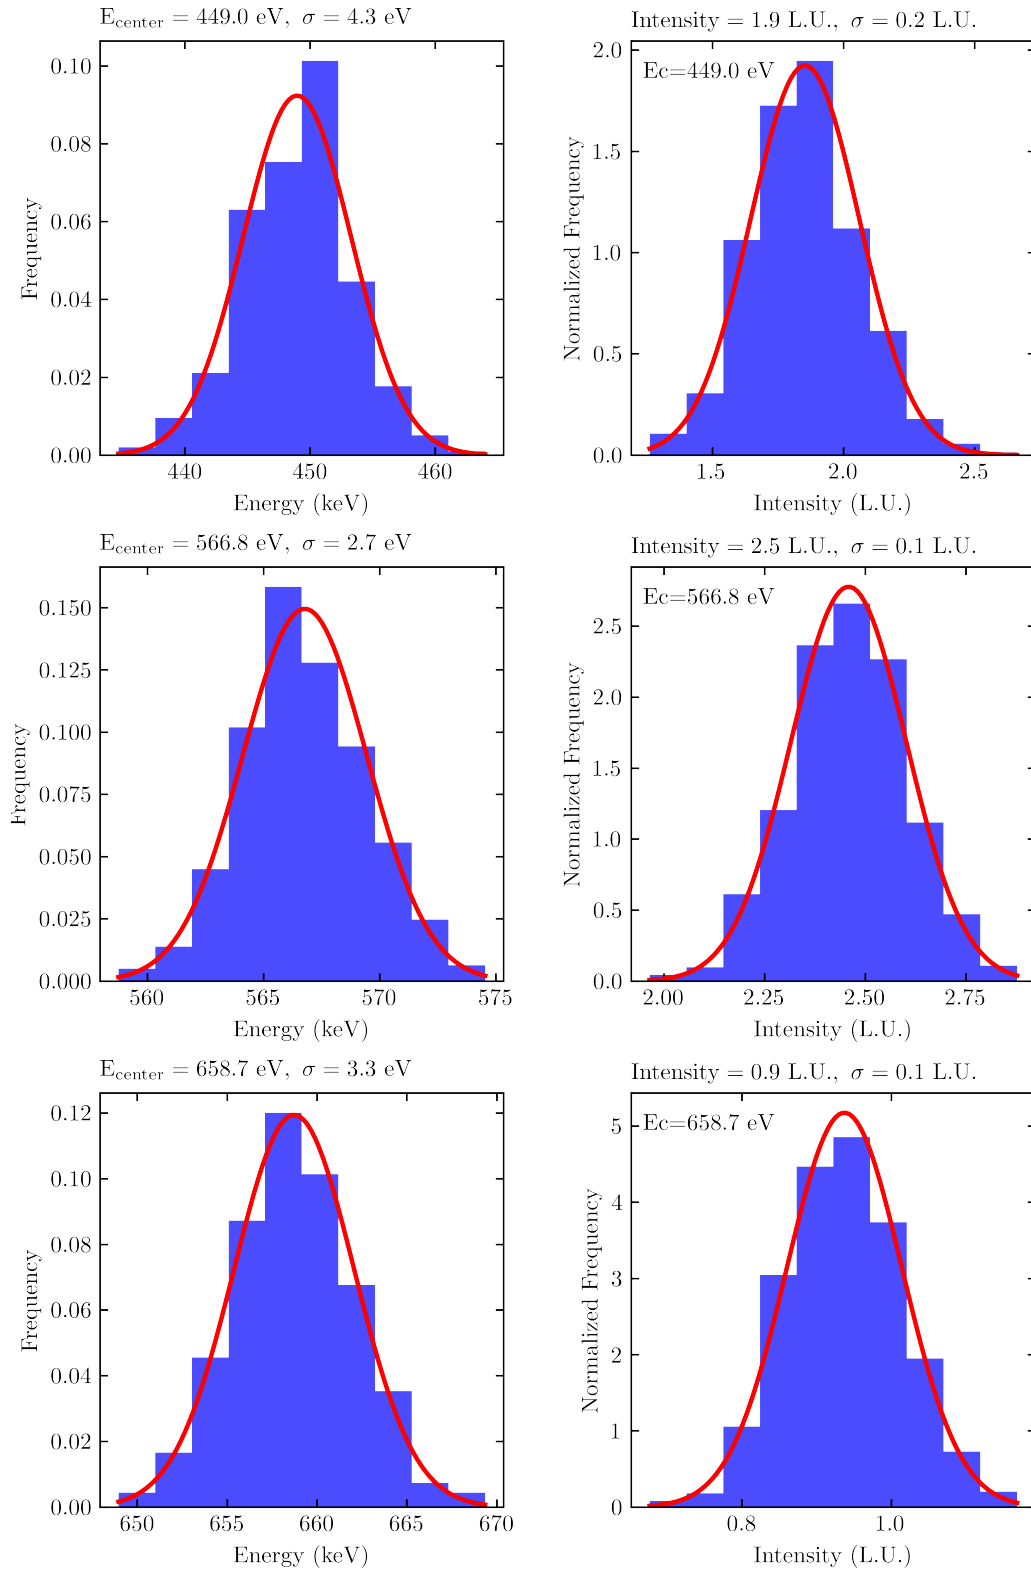 E_center = 449.0 eV, σ = 4.3 eV
0.10
0.08
0.06
0.04
0.02
0.00
Frequency
440 450 460
Energy (keV)
Intensity = 1.9 L.U., σ = 0.2 L.U.
Ec=449.0 eV
2.0
1.5
1.0
0.5
0.0
Normalized Frequency
1.5 2.0 2.5
Intensity (L.U.)
E_center = 566.8 eV, σ = 2.7 eV
0.150
0.125
0.100
0.075
0.050
0.025
0.000
Frequency
560 565 570 575
Energy (keV)
Intensity = 2.5 L.U., σ = 0.1 L.U.
Ec=566.8 eV
2.5
2.0
1.5
1.0
0.5
0.0
Normalized Frequency
2.00 2.25 2.50 2.75
Intensity (L.U.)
E_center = 658.7 eV, σ = 3.3 eV
0.12
0.10
0.08
0.06
0.04
0.02
0.00
Frequency
650 655 660 665 670
Energy (keV)
Intensity = 0.9 L.U., σ = 0.1 L.U.
Ec=658.7 eV
5
4
3
2
1
0
Normalized Frequency
0.8 1.0
Intensity (L.U.)